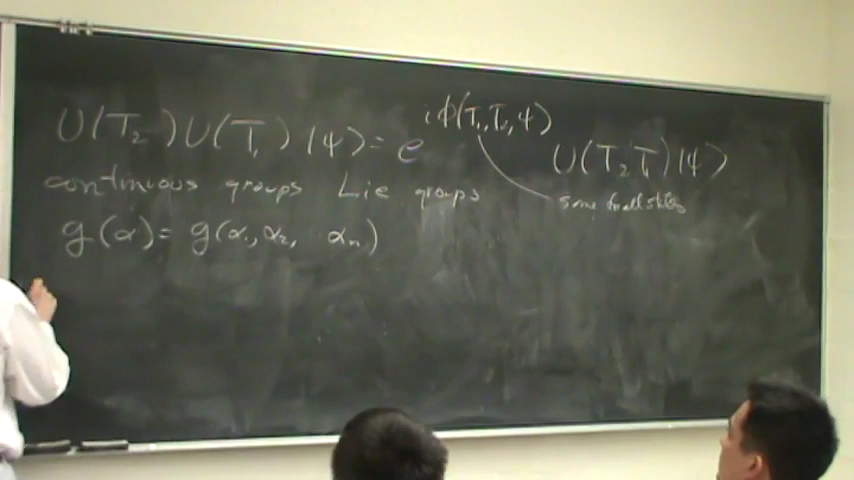 U(T₂)U(T₁)|ψ⟩ = e^{iϕ(T₁,T₂,ψ)} U(T₂T₁)|ψ⟩
continuous groups Lie groups
same for all states
g(α) = g(α₁, α₂, αₙ)